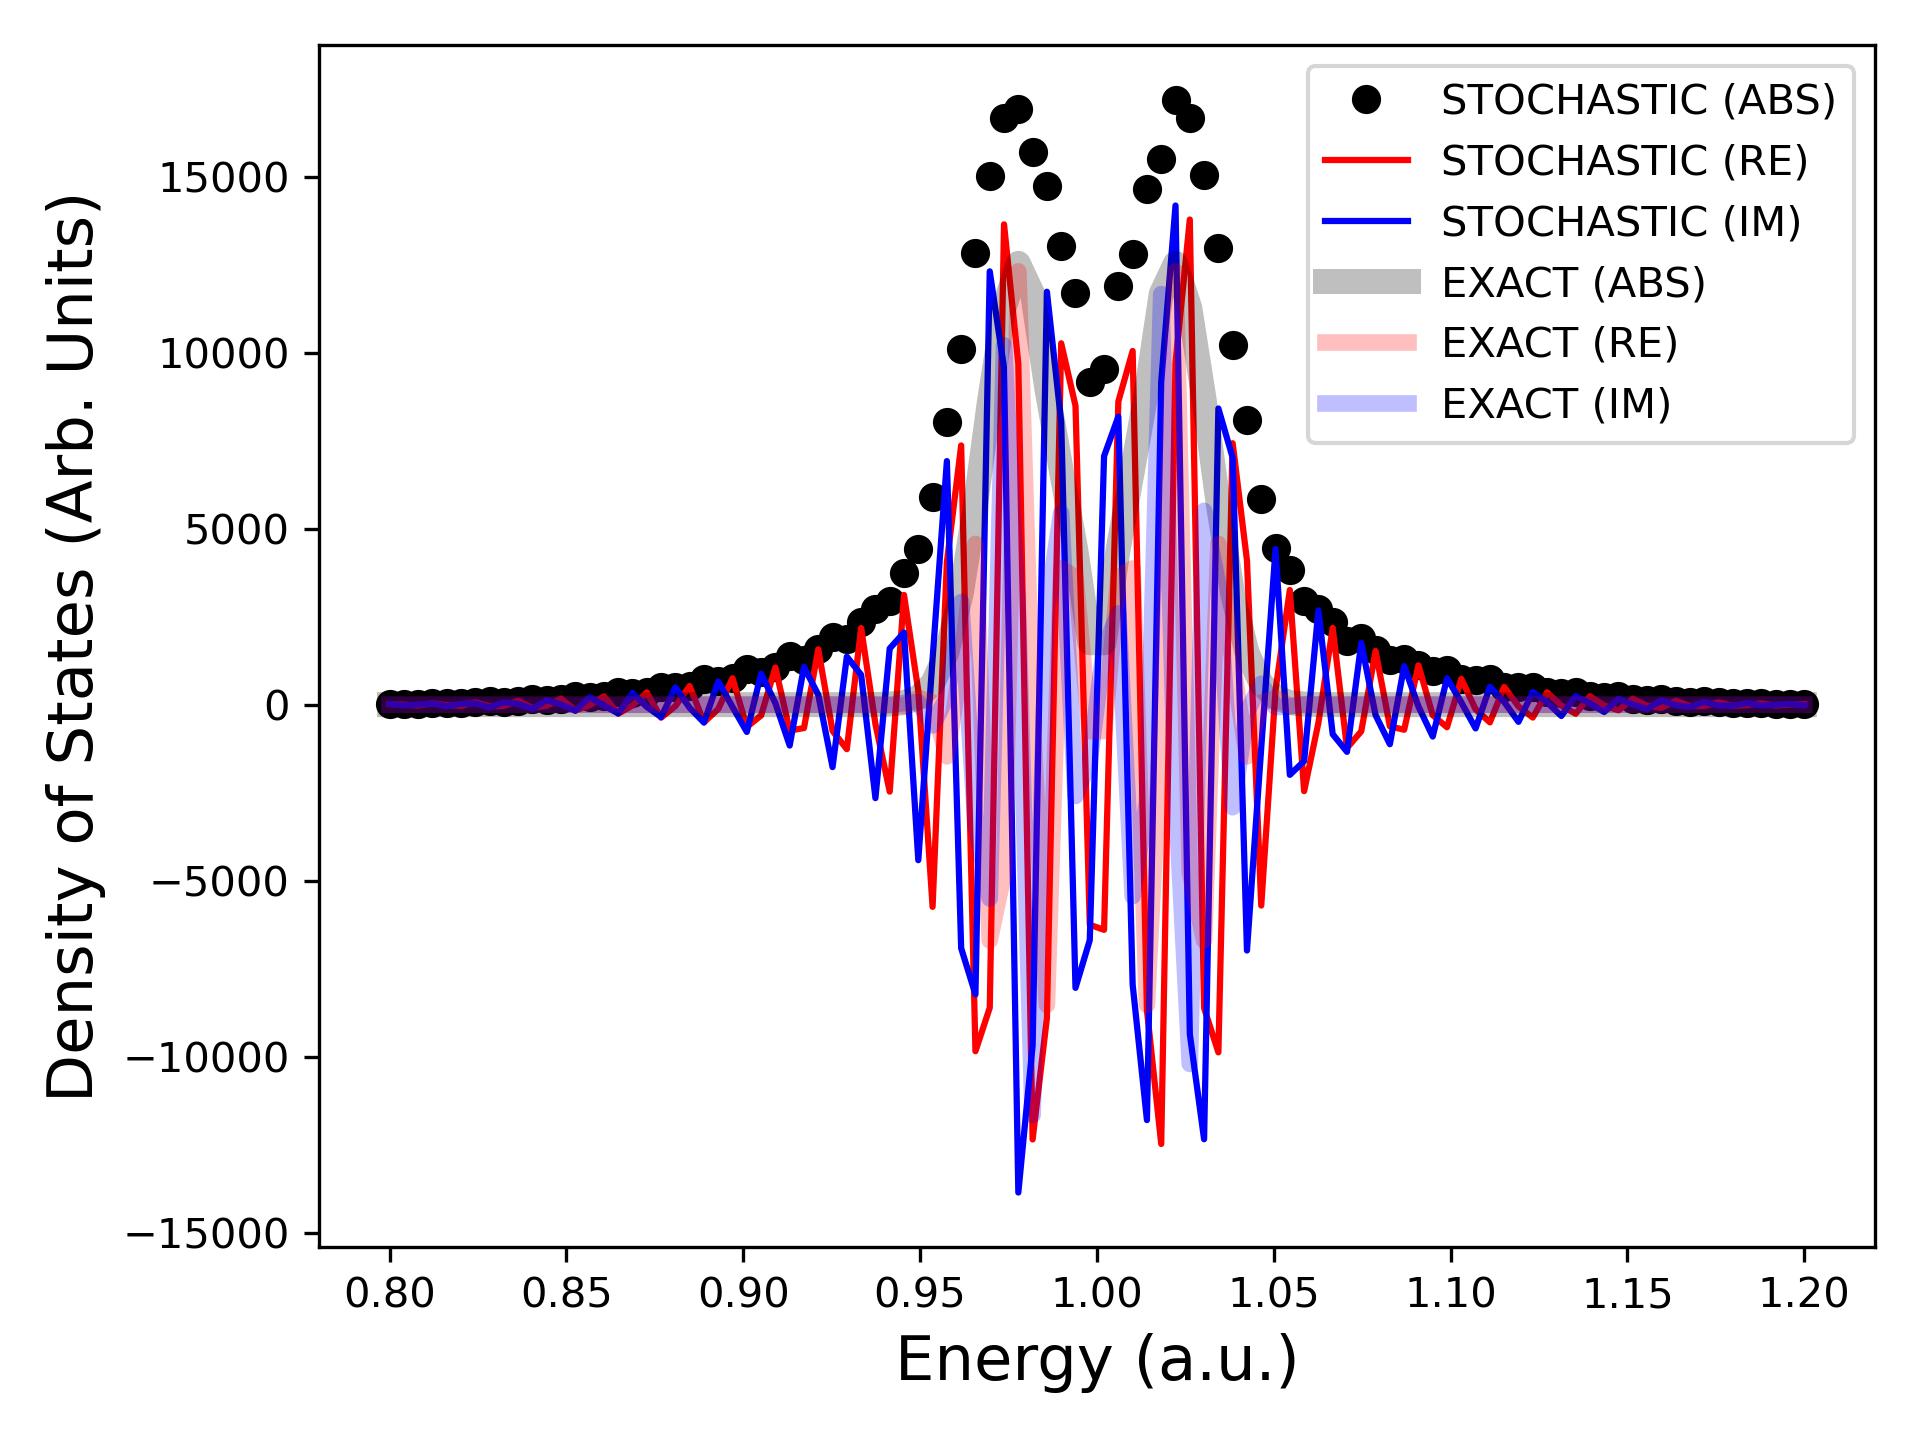 STOCHASTIC (ABS)
STOCHASTIC (RE)
STOCHASTIC (IM)
EXACT (ABS)
EXACT (RE)
EXACT (IM)
Density of States (Arb. Units)
15000
10000
5000
0
−5000
−10000
−15000
0.80 0.85 0.90 0.95 1.00 1.05 1.10 1.15 1.20
Energy (a.u.)